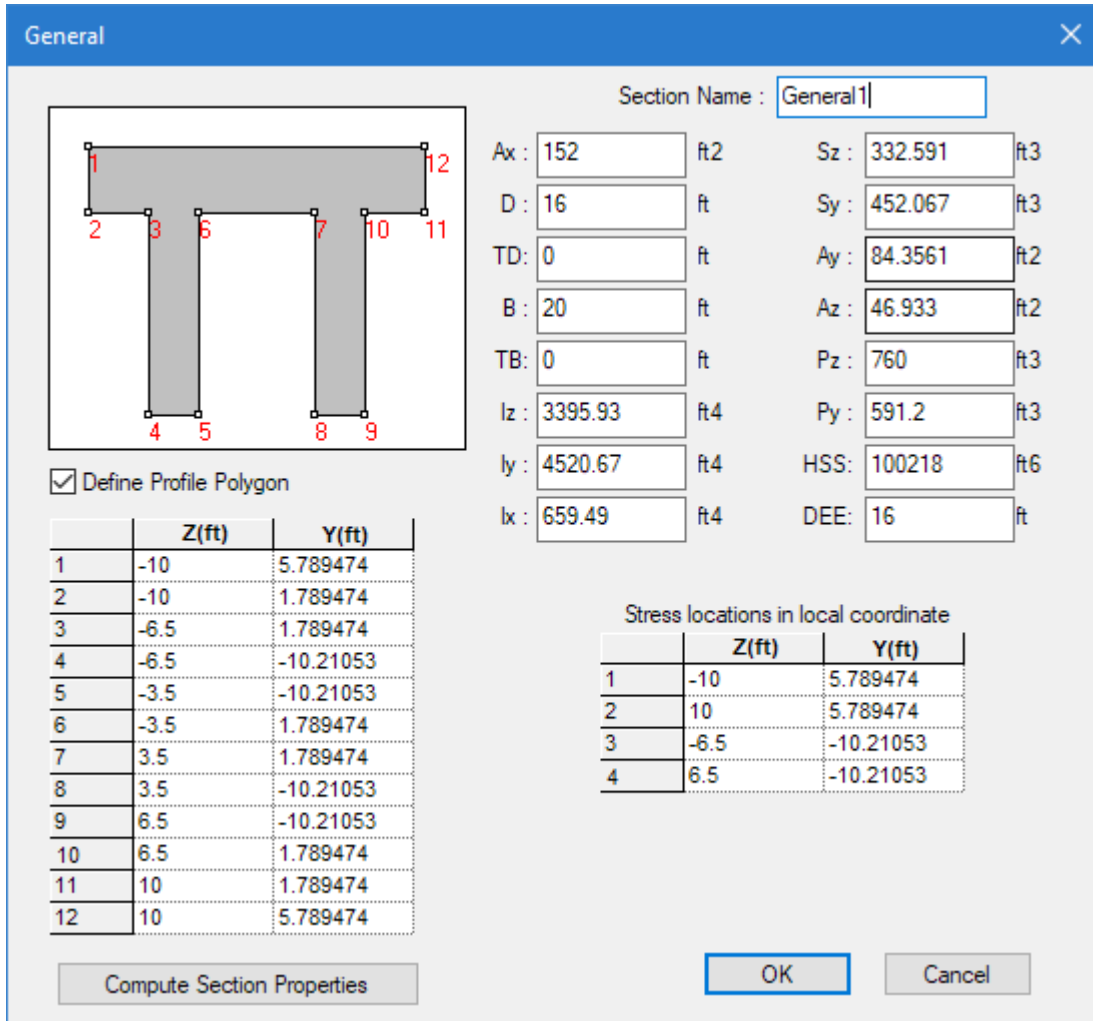 General
Section Name : General1
1 12
2 3 6 7 10 11
4 5 8 9
Define Profile Polygon
Ax : 152 ft2 Sz : 332.591 ft3
D : 16 ft Sy : 452.067 ft3
TD: 0 ft Ay : 84.3561 ft2
B : 20 ft Az : 46.933 ft2
TB: 0 ft Pz : 760 ft3
Iz : 3395.93 ft4 Py : 591.2 ft3
Iy : 4520.67 ft4 HSS: 100218 ft6
Ix : 659.49 ft4 DEE: 16 ft
Z(ft) Y(ft)
1 -10 5.789474
2 -10 1.789474
3 -6.5 1.789474
4 -6.5 -10.21053
5 -3.5 -10.21053
6 -3.5 1.789474
7 3.5 1.789474
8 3.5 -10.21053
9 6.5 -10.21053
10 6.5 1.789474
11 10 1.789474
12 10 5.789474
Stress locations in local coordinate
Z(ft) Y(ft)
1 -10 5.789474
2 10 5.789474
3 -6.5 -10.21053
4 6.5 -10.21053
Compute Section Properties
OK Cancel